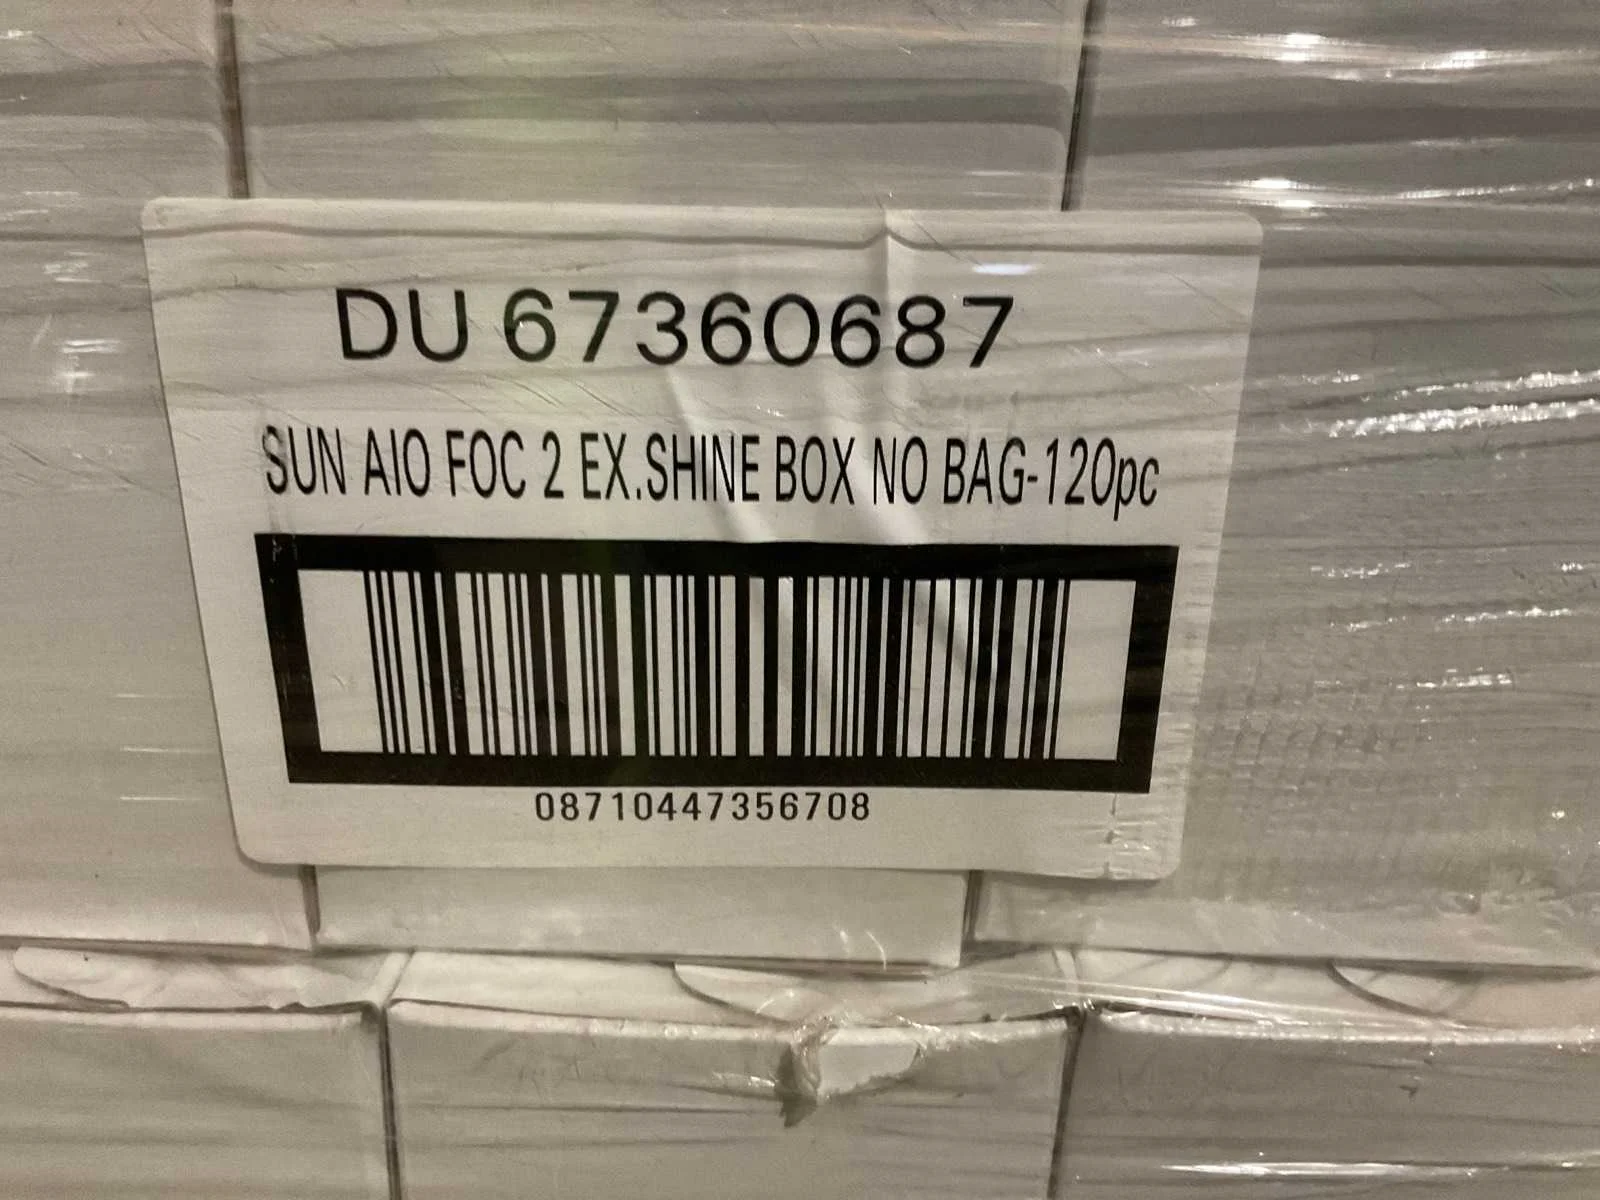 DU 67360687
SUN AIO FOC 2 EX.SHINE BOX NO BAG-120pc
08710447356708